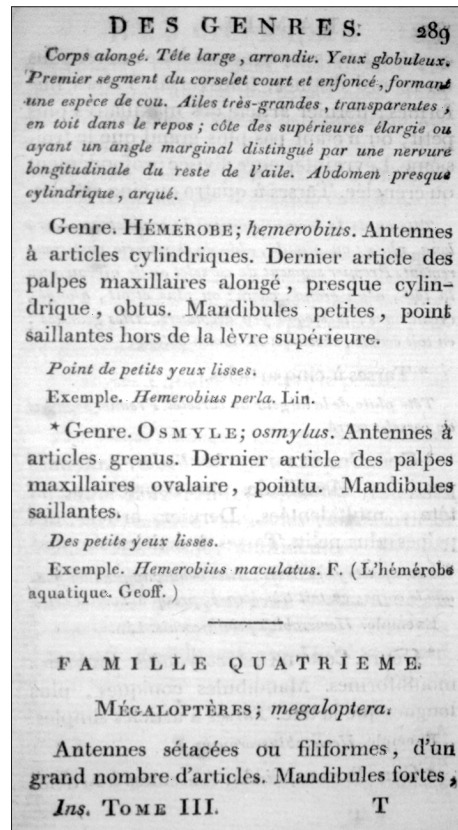 DES GENRES. 289
Corps alongé. Tête large, arrondie. Yeux globuleux.
Premier segment du corselet court et enfoncé, formant
une espèce de cou. Ailes très-grandes, transparentes,
en toit dans le repos; côte des supérieures élargie ou
ayant un angle marginal distingué par une nervure
longitudinale du reste de l'aile. Abdomen presque
cylindrique, arqué.
Genre. HÉMÉROBE; hemerobius. Antennes
à articles cylindriques. Dernier article des
palpes maxillaires alongé, presque cylin-
drique, obtus. Mandibules petites, point
saillantes hors de la lèvre supérieure.
Point de petits yeux lisses.
Exemple. Hemerobius perla. Lin.
* Genre. OSMYLE; osmylus. Antennes à
articles grenus. Dernier article des palpes
maxillaires ovalaire, pointu. Mandibules
saillantes.
Des petits yeux lisses.
Exemple. Hemerobius maculatus. F. (L'hémérobe
aquatique. Geoff.)
FAMILLE QUATRIEME.
MÉGALOPTÈRES; megaloptera.
Antennes sétacées ou filiformes, d'un
grand nombre d'articles. Mandibules fortes,
Ins. TOME III. T